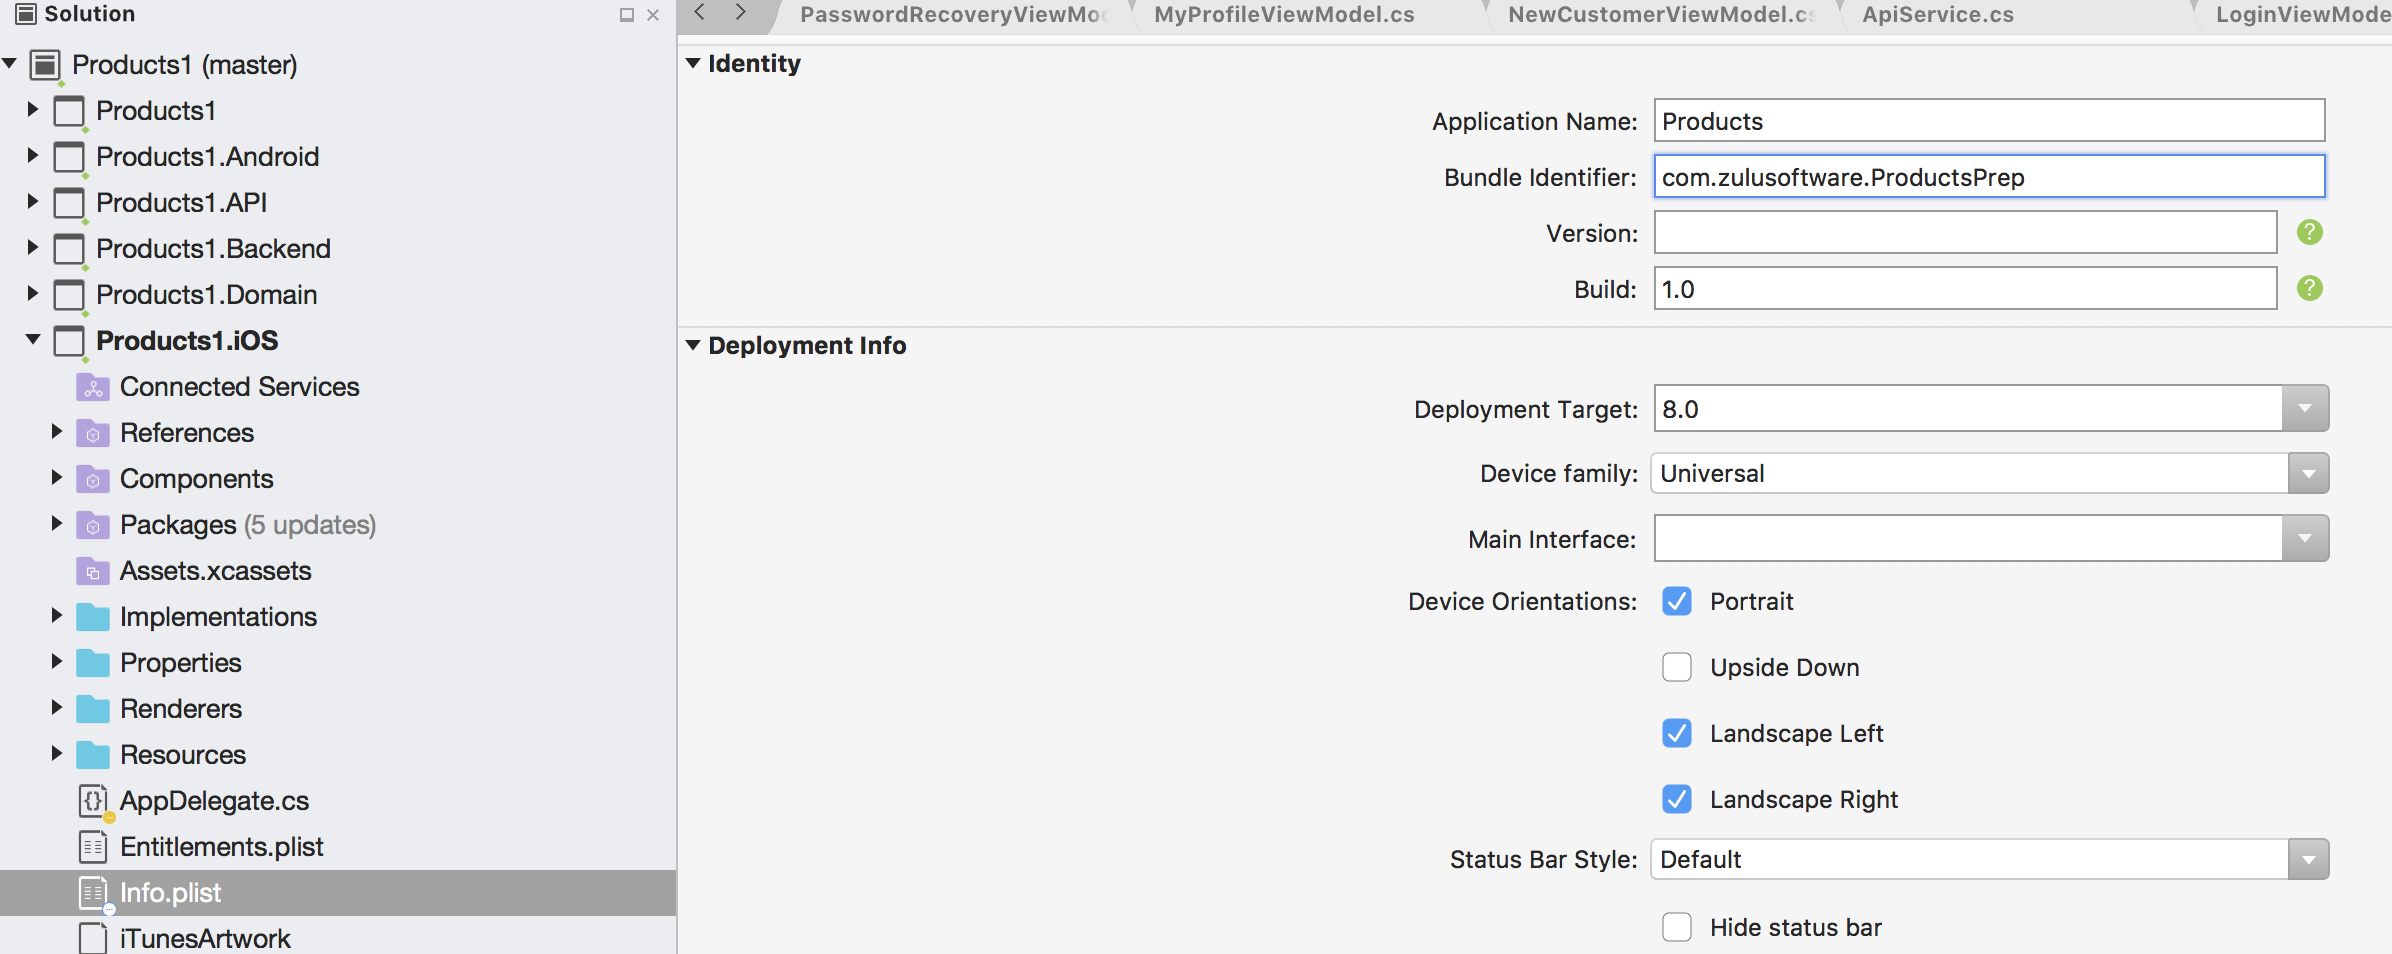 Solution
Products1 (master)
Products1
Products1.Android
Products1.API
Products1.Backend
Products1.Domain
Products1.iOS
Connected Services
References
Components
Packages (5 updates)
Assets.xcassets
Implementations
Properties
Renderers
Resources
AppDelegate.cs
Entitlements.plist
Info.plist
iTunesArtwork
PasswordRecoveryViewMo
MyProfileViewModel.cs
NewCustomerViewModel.cs
ApiService.cs
LoginViewMode
Identity
Application Name: Products
Bundle Identifier: com.zulusoftware.ProductsPrep
Version: ?
Build: 1.0 ?
Deployment Info
Deployment Target: 8.0
Device family: Universal
Main Interface:
Device Orientations: Portrait
Upside Down
Landscape Left
Landscape Right
Status Bar Style: Default
Hide status bar